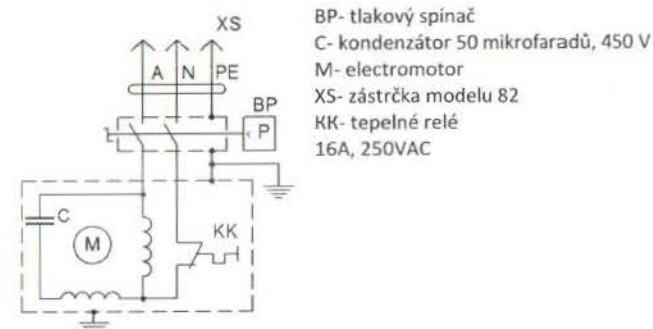 XS
A N PE
BP
P
C
M
KK
BP- tlakový spínač
C- kondenzátor 50 mikrofaradů, 450 V
M- electromotor
XS- zástrčka modelu 82
KK- tepelné relé
16A, 250VAC